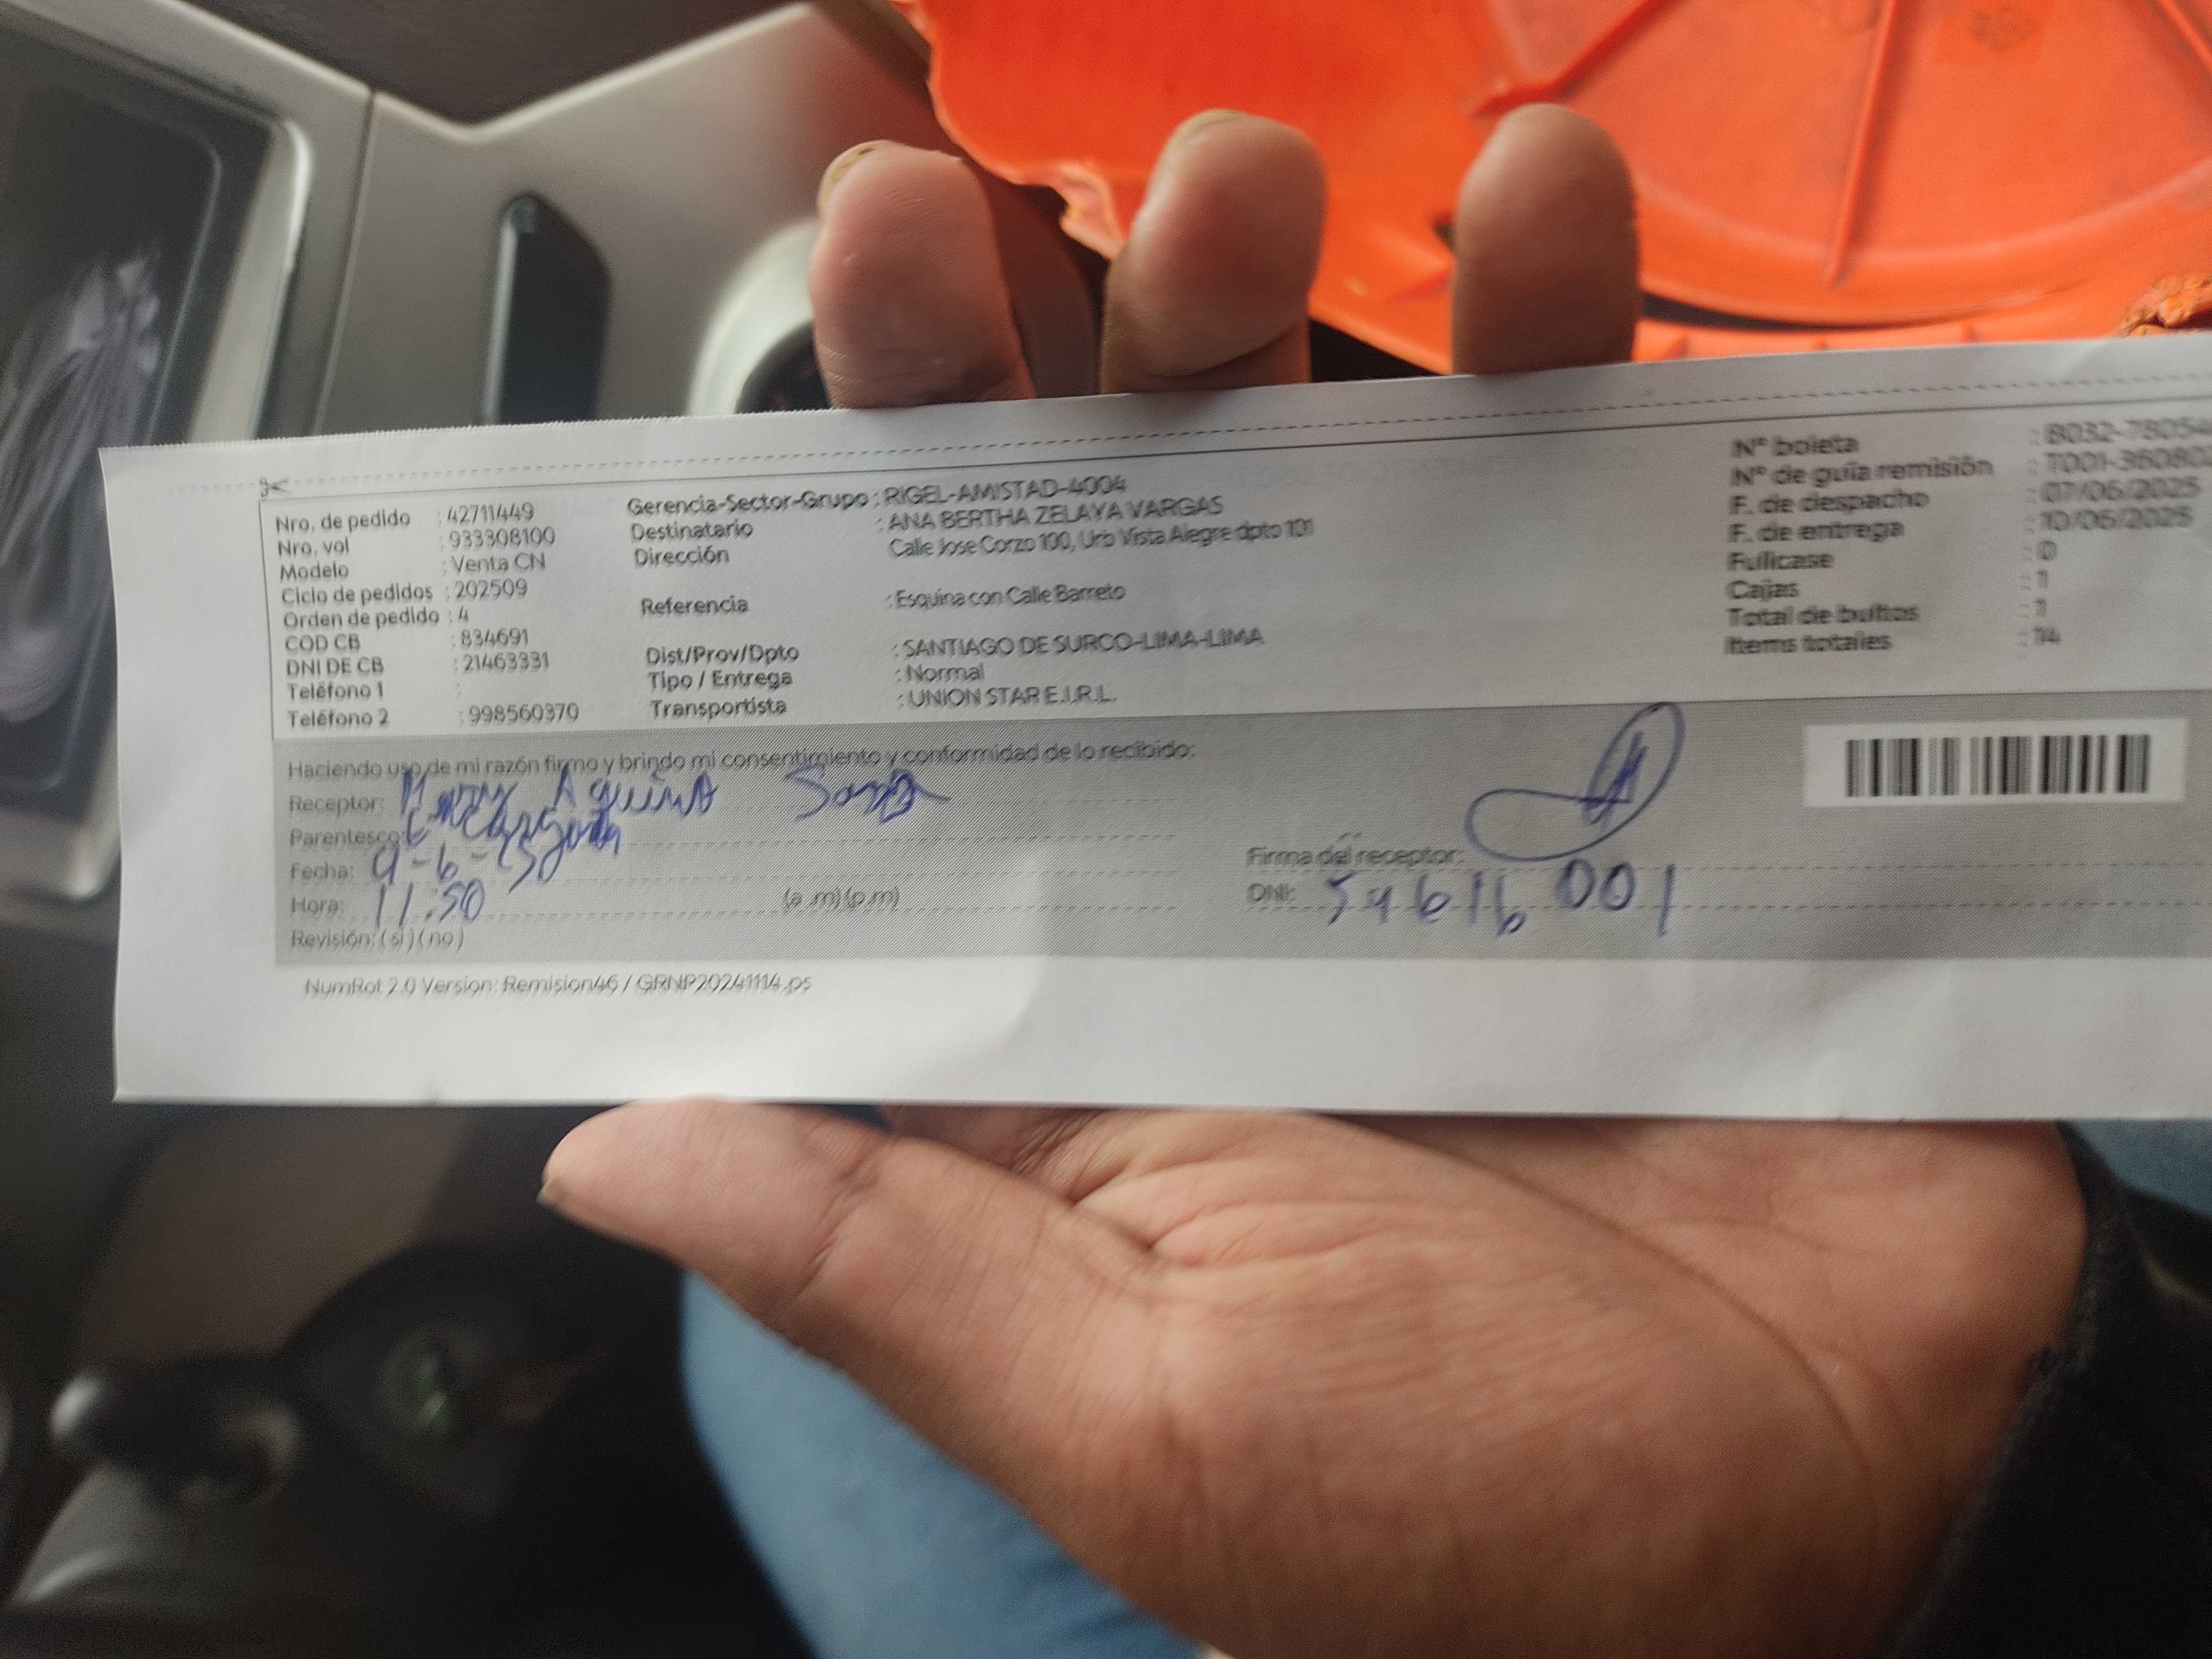 Nro. de pedido : 42711449
Nro. vol : 933308100
Modelo : Venta CN
Ciclo de pedidos : 202509
Orden de pedido : 4
COD CB : 834691
DNI DE CB : 21463331
Teléfono 1 :
Teléfono 2 : 998560370
Gerencia-Sector-Grupo : RIGEL-AMISTAD-4004
Destinatario : ANA BERTHA ZELAYA VARGAS
Dirección Calle Jose Corzo 100, Urb Vista Alegre dpto 101
Referencia : Esquina con Calle Barreto
Dist/Prov/Dpto : SANTIAGO DE SURCO-LIMA-LIMA
Tipo / Entrega : Normal
Transportista : UNION STAR E.I.R.L.
N° boleta : B032-7805
N° de guía remisión : T001-36080
F. de despacho : 07/06/2025
F. de entrega : 10/06/2025
Fullcase : 0
Cajas : 1
Total de bultos : 1
Items totales : 14
Haciendo uso de mi razón firmo y brindo mi consentimiento y conformidad de lo recibido:
Receptor:
Parentesco: Encargada
Fecha: 9-6-25
Hora: 11:50 (a .m) (p.m)
Revisión: ( si ) ( no )
Firma del receptor:
DNI:
NumRot 2.0 Version: Remision46 / GRNP20241114.ps